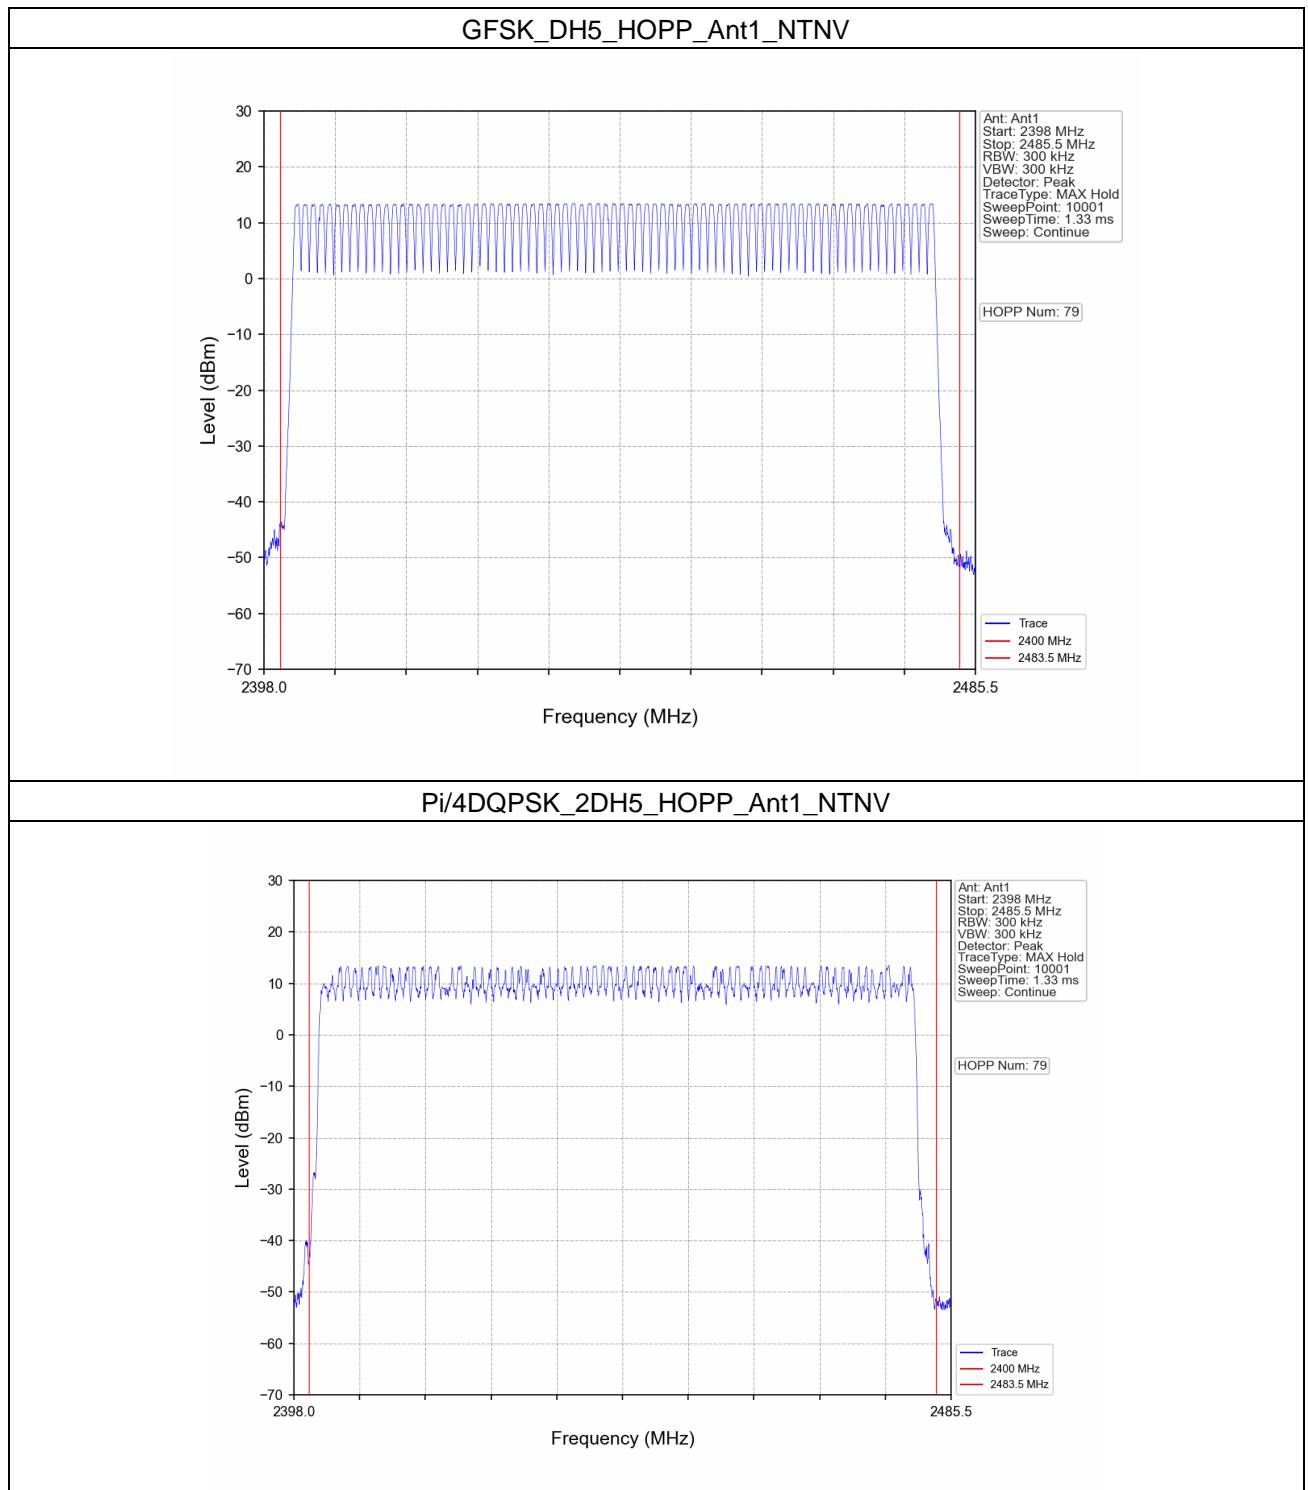 GFSK_DH5_HOPP_Ant1_NTNV
30
20
10
0
−10
−20
−30
−40
−50
−60
−70
Level (dBm)
2398.0
2485.5
Frequency (MHz)
Ant: Ant1
Start: 2398 MHz
Stop: 2485.5 MHz
RBW: 300 kHz
VBW: 300 kHz
Detector: Peak
TraceType: MAX Hold
SweepPoint: 10001
SweepTime: 1.33 ms
Sweep: Continue
HOPP Num: 79
Trace
2400 MHz
2483.5 MHz
Pi/4DQPSK_2DH5_HOPP_Ant1_NTNV
30
20
10
0
−10
−20
−30
−40
−50
−60
−70
Level (dBm)
2398.0
2485.5
Frequency (MHz)
Ant: Ant1
Start: 2398 MHz
Stop: 2485.5 MHz
RBW: 300 kHz
VBW: 300 kHz
Detector: Peak
TraceType: MAX Hold
SweepPoint: 10001
SweepTime: 1.33 ms
Sweep: Continue
HOPP Num: 79
Trace
2400 MHz
2483.5 MHz